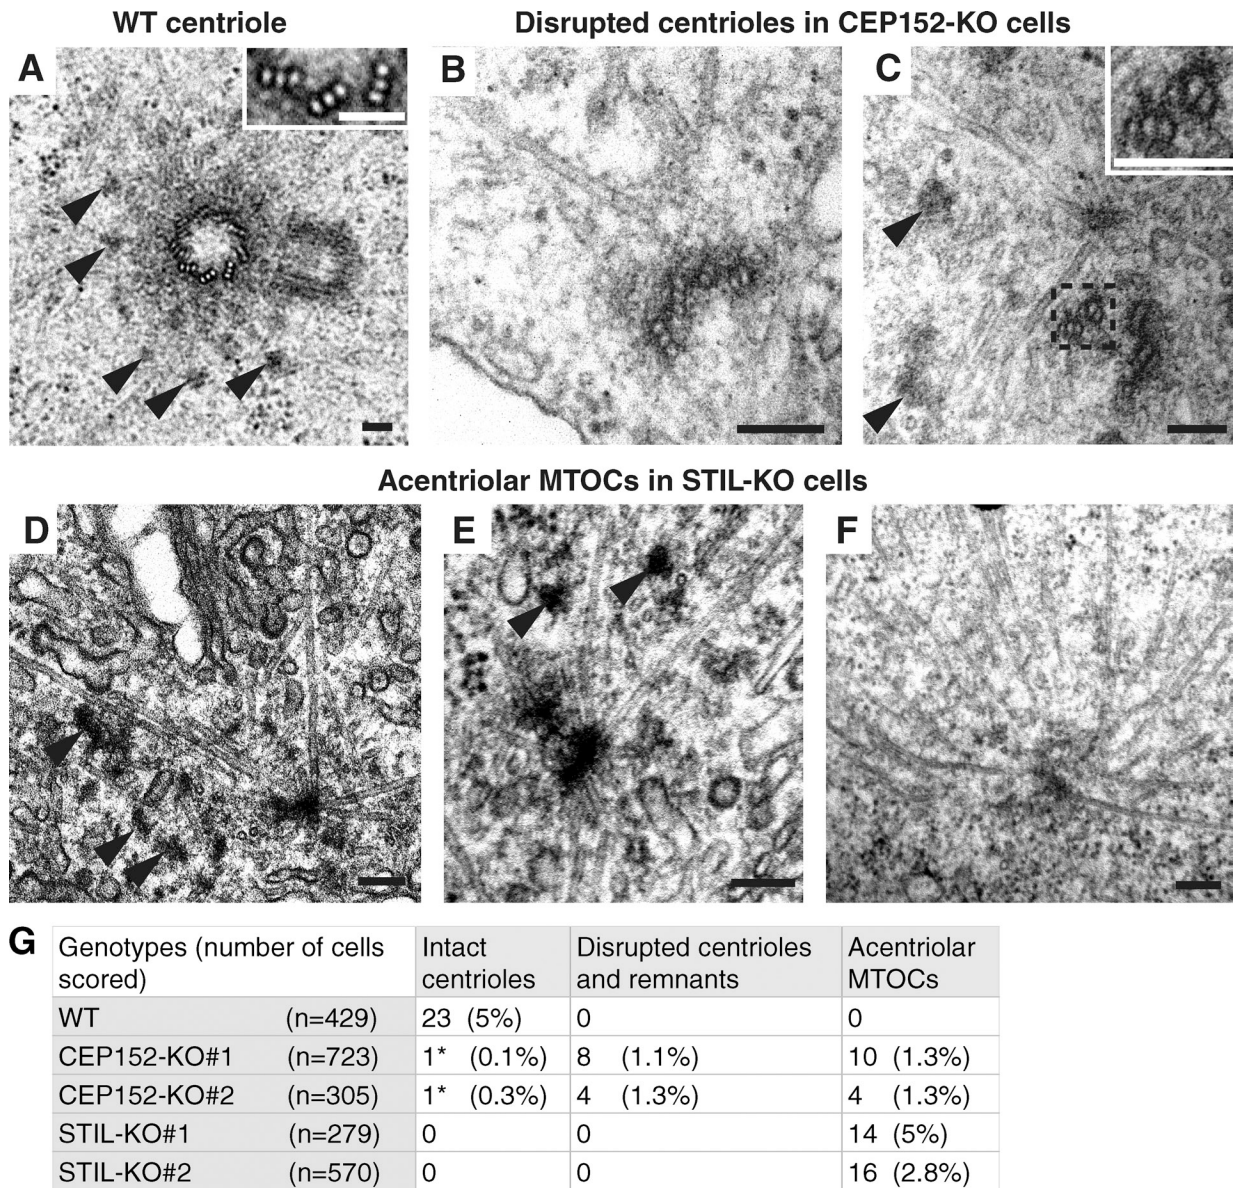 WT centriole
Disrupted centrioles in CEP152-KO cells
A
B
C
Acentriolar MTOCs in STIL-KO cells
D
E
F
G
Genotypes (number of cells scored) Intact centrioles Disrupted centrioles and remnants Acentriolar MTOCs
WT (n=429) 23 (5%) 0 0
CEP152-KO#1 (n=723) 1* (0.1%) 8 (1.1%) 10 (1.3%)
CEP152-KO#2 (n=305) 1* (0.3%) 4 (1.3%) 4 (1.3%)
STIL-KO#1 (n=279) 0 0 14 (5%)
STIL-KO#2 (n=570) 0 0 16 (2.8%)